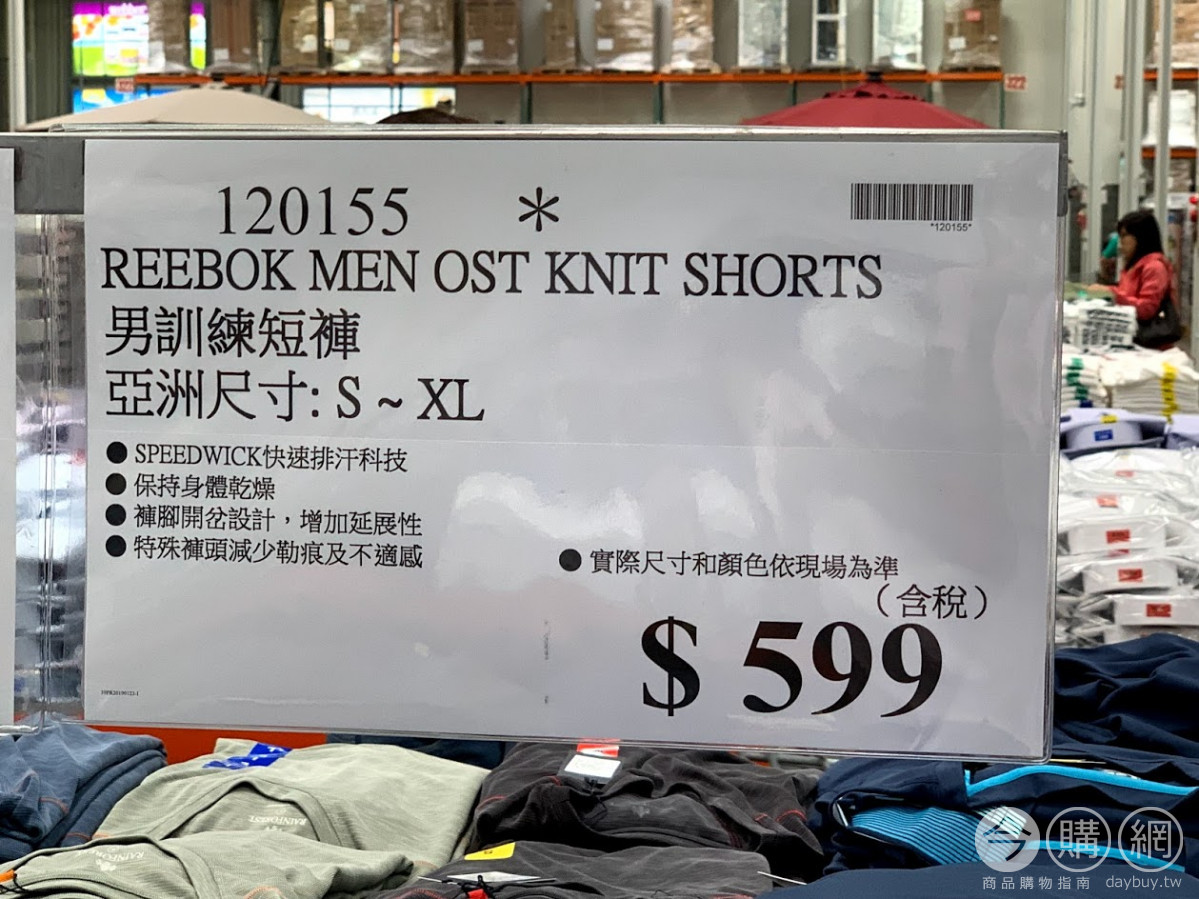 120155 *
*120155*
REEBOK MEN OST KNIT SHORTS
男訓練短褲
亞洲尺寸: S ~ XL
● SPEEDWICK快速排汗科技
● 保持身體乾燥
● 褲腳開岔設計，增加延展性
● 特殊褲頭減少勒痕及不適感
● 實際尺寸和顏色依現場為準
（含稅）
$ 599
RAINFOREST
今購網
商品購物指南 daybuy.tw